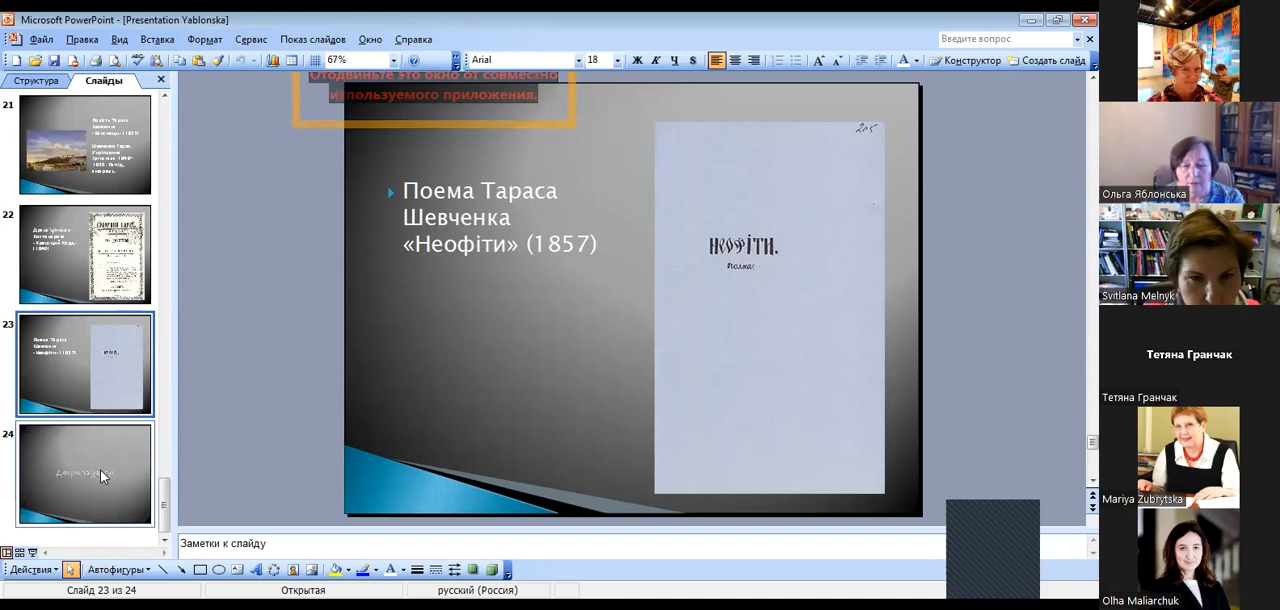 Microsoft PowerPoint - [Presentation Yablonska]
Файл Правка Вид Вставка Формат Сервис Показ слайдов Окно Справка
Введите вопрос
67%
Arial
18
Ж К Ч S
Конструктор
Создать слайд
Структура
Слайды
Отодвиньте это окно от совместно
используемого приложения.
21
22
23
24
Поема Тараса
Шевченка
«Неофіти» (1857)
205
НЕОФІТИ.
Поэма.
Заметки к слайду
Действия
Автофигуры
Слайд 23 из 24
Открытая
русский (Россия)
Ольга Яблонська
Svitlana Melnyk
Тетяна Гранчак
Тетяна Гранчак
Mariya Zubrytska
Olha Maliarchuk